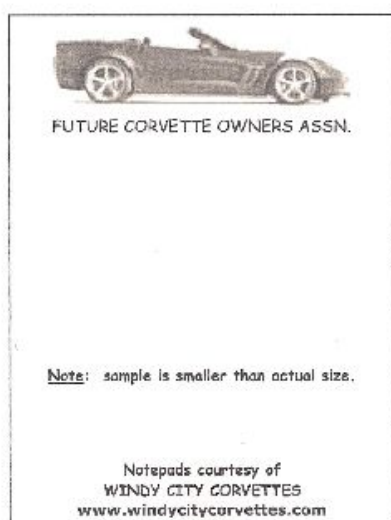 FUTURE CORVETTE OWNERS ASSN.
Note: sample is smaller than actual size.
Notepads courtesy of
WINDY CITY CORVETTES
www.windycitycorvettes.com